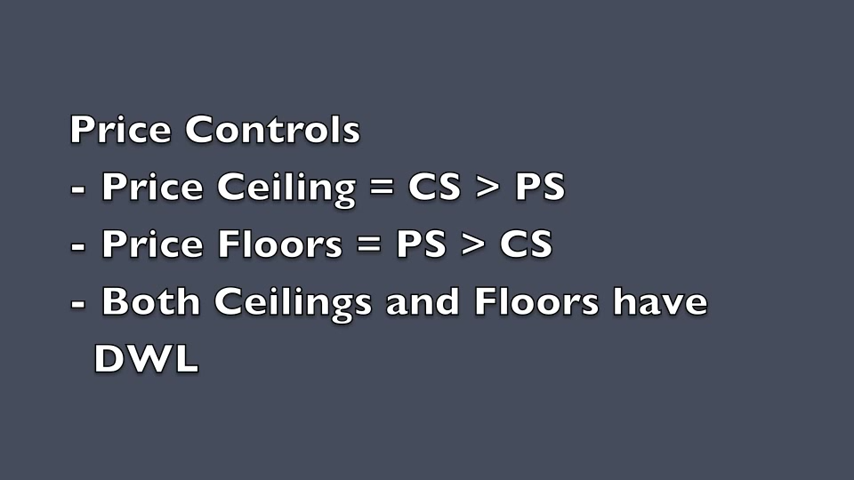 Price Controls
- Price Ceiling = CS > PS
- Price Floors = PS > CS
- Both Ceilings and Floors have
DWL